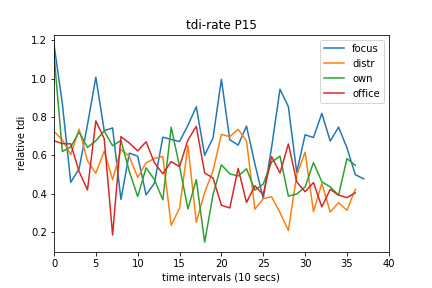 tdi-rate P15
relative tdi
1.2
1.0
0.8
0.6
0.4
0.2
focus
distr
own
office
0 5 10 15 20 25 30 35 40
time intervals (10 secs)